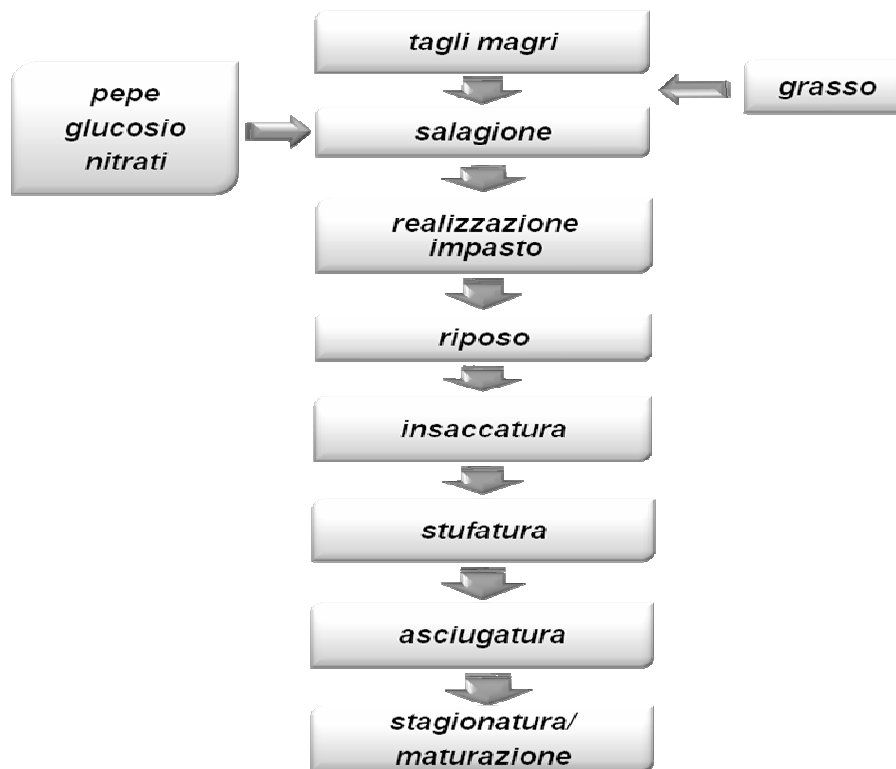 tagli magri
grasso
pepe
glucosio
nitrati
salagione
realizzazione
impasto
riposo
insaccatura
stufatura
asciugatura
stagionatura/
maturazione